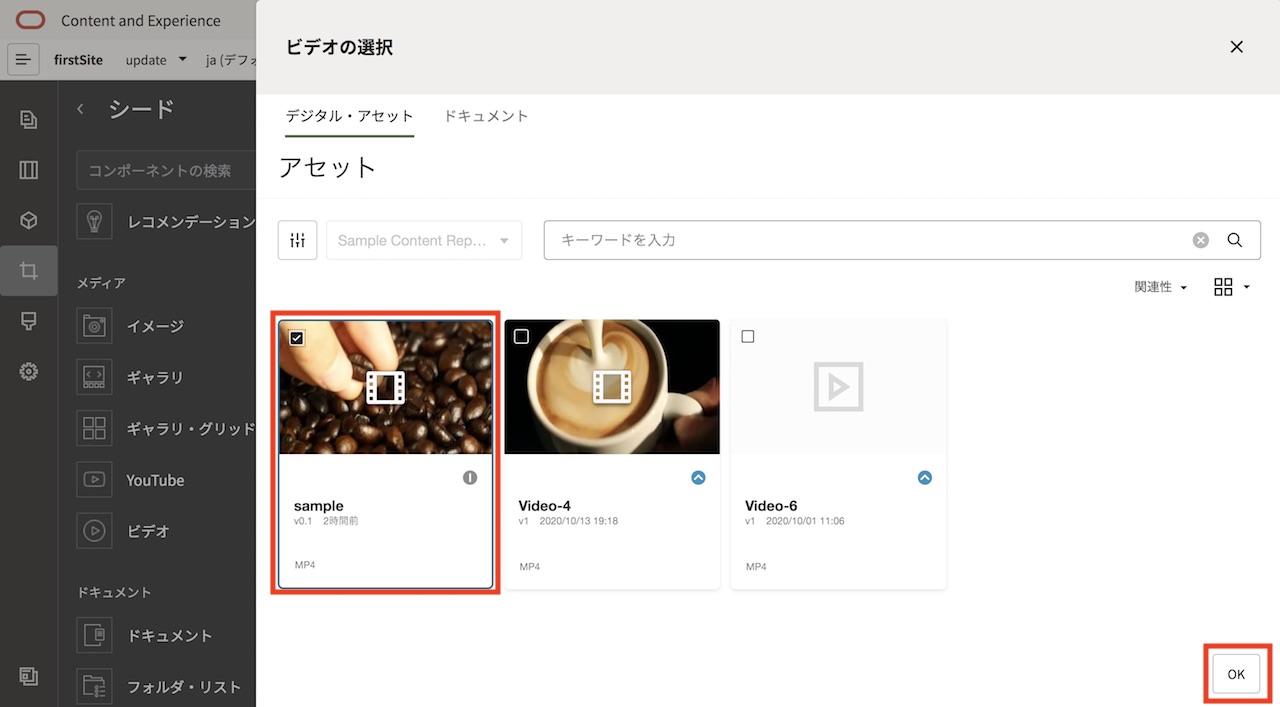 Content and Experience
firstSite
update
ja (デフォ
シード
コンポーネントの検索
レコメンデーション
メディア
イメージ
ギャラリ
ギャラリ・グリッド
YouTube
ビデオ
ドキュメント
ドキュメント
フォルダ・リスト
ビデオの選択
デジタル・アセット
ドキュメント
アセット
Sample Content Rep...
キーワードを入力
関連性
sample
v0.1 2時間前
MP4
Video-4
v1 2020/10/13 19:18
MP4
Video-6
v1 2020/10/01 11:06
MP4
OK